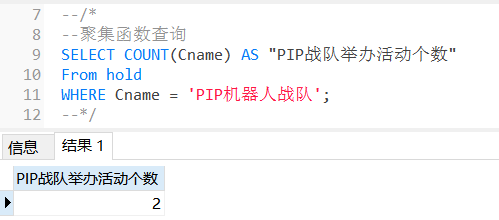 7 --/*
8 --聚集函数查询
9 SELECT COUNT(Cname) AS "PIP战队举办活动个数"
10 From hold
11 WHERE Cname = 'PIP机器人战队';
12 --*/
信息 结果 1
PIP战队举办活动个数
2